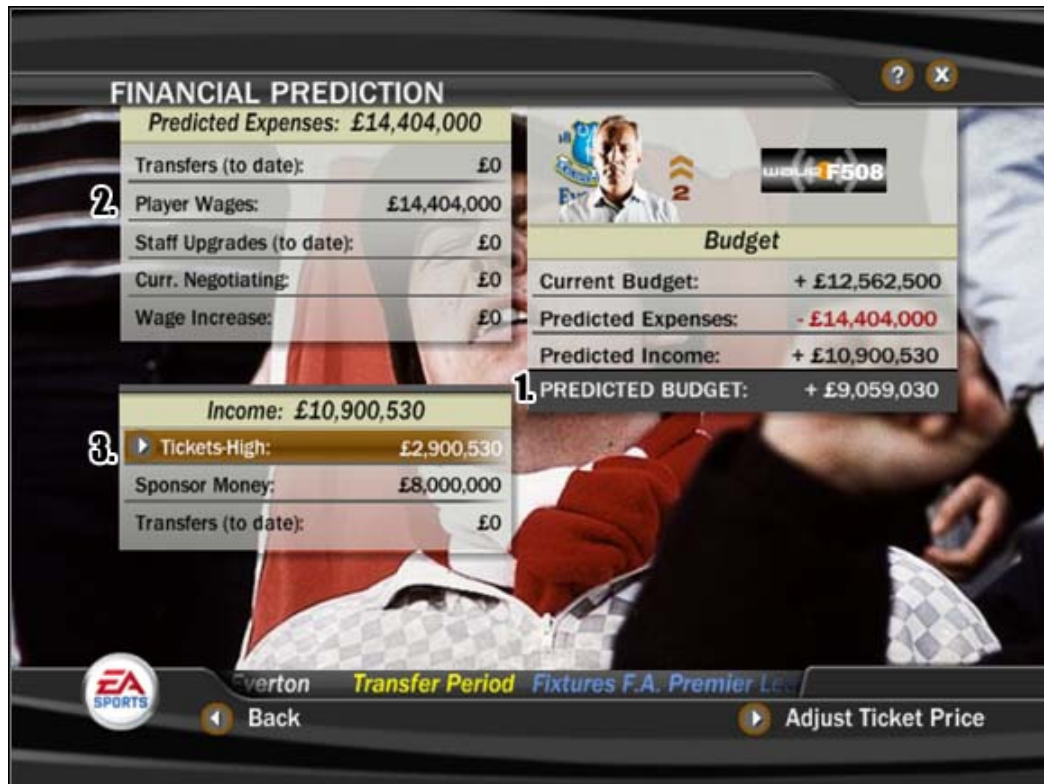 FINANCIAL PREDICTION
Predicted Expenses: £14,404,000
Transfers (to date): £0
2. Player Wages: £14,404,000
Staff Upgrades (to date): £0
Curr. Negotiating: £0
Wage Increase: £0
Income: £10,900,530
3. Tickets-High: £2,900,530
Sponsor Money: £8,000,000
Transfers (to date): £0
? X
2
F508
Budget
Current Budget: + £12,562,500
Predicted Expenses: - £14,404,000
Predicted Income: + £10,900,530
1. PREDICTED BUDGET: + £9,059,030
EA
SPORTS
Everton Transfer Period Fixtures F.A. Premier
Back
Adjust Ticket Price